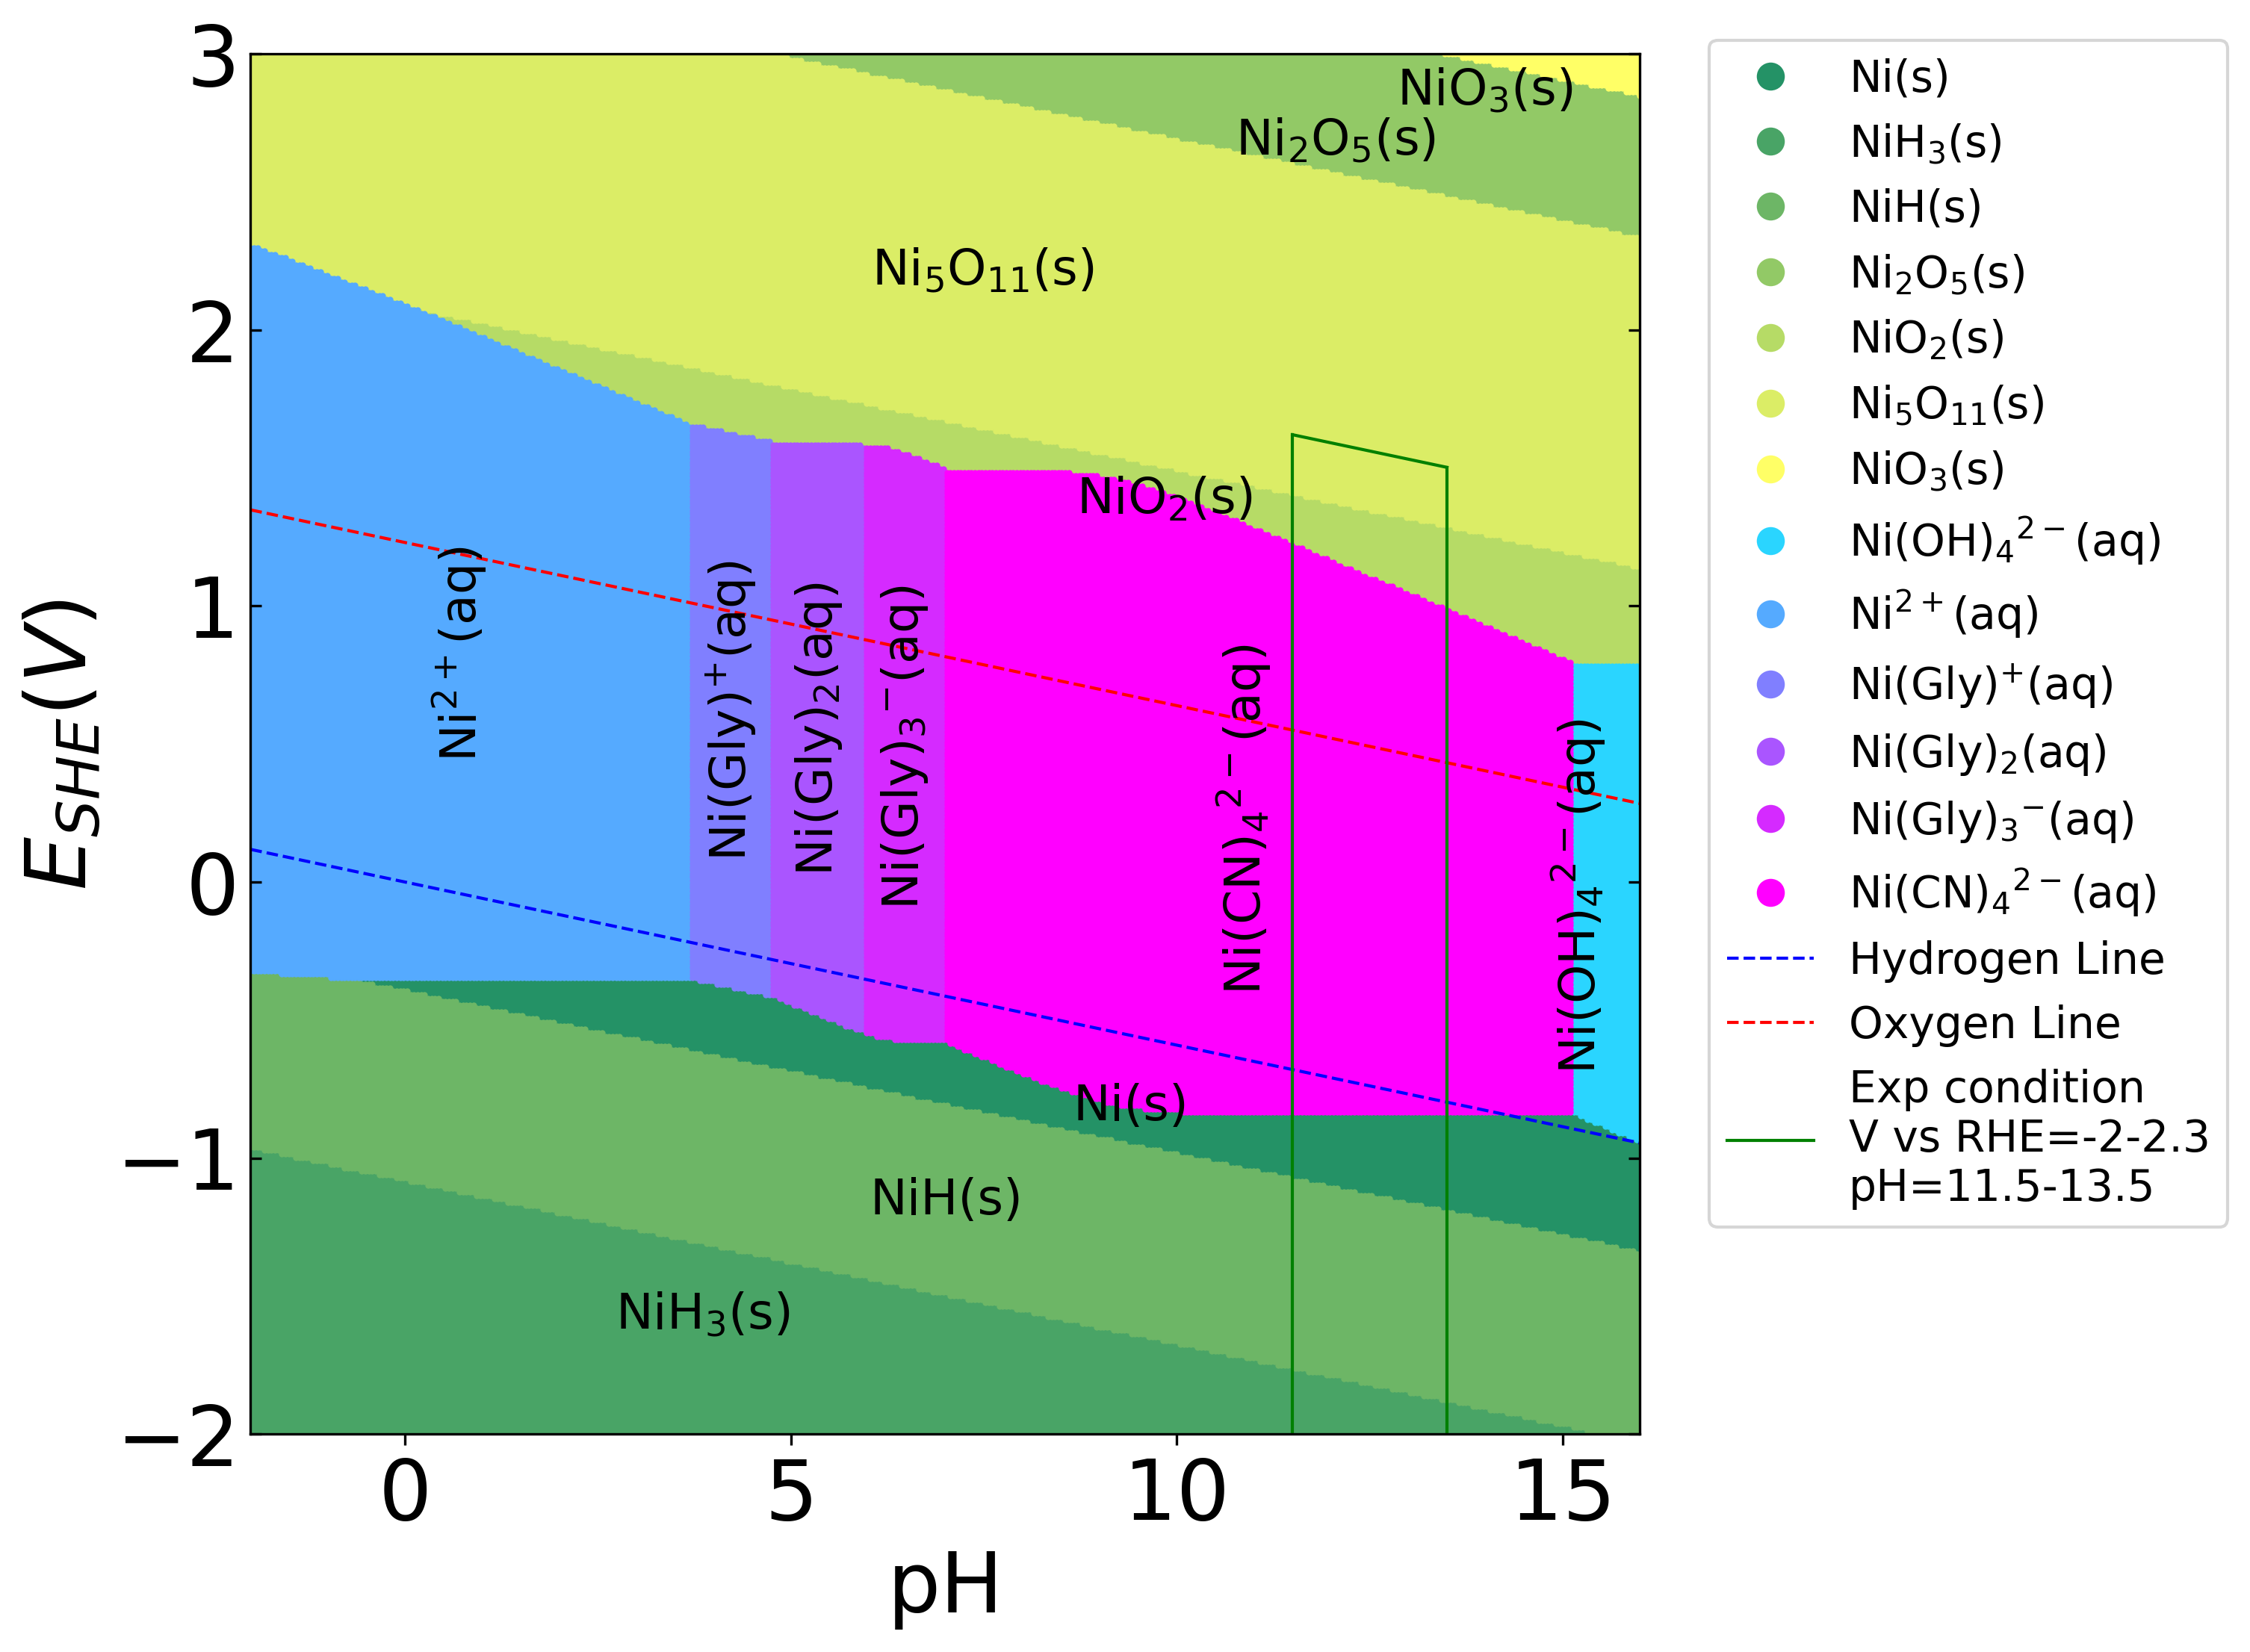 3
2
1
0
−1
−2
E_SHE(V)
0
5
10
15
pH
NiO₃(s)
Ni₂O₅(s)
Ni₅O₁₁(s)
NiO₂(s)
Ni²⁺(aq)
Ni(Gly)⁺(aq)
Ni(Gly)₂(aq)
Ni(Gly)₃⁻(aq)
Ni(CN)₄²⁻(aq)
Ni(OH)₄²⁻(aq)
Ni(s)
NiH(s)
NiH₃(s)
Ni(s)
NiH₃(s)
NiH(s)
Ni₂O₅(s)
NiO₂(s)
Ni₅O₁₁(s)
NiO₃(s)
Ni(OH)₄²⁻(aq)
Ni²⁺(aq)
Ni(Gly)⁺(aq)
Ni(Gly)₂(aq)
Ni(Gly)₃⁻(aq)
Ni(CN)₄²⁻(aq)
Hydrogen Line
Oxygen Line
Exp condition
V vs RHE=-2-2.3
pH=11.5-13.5